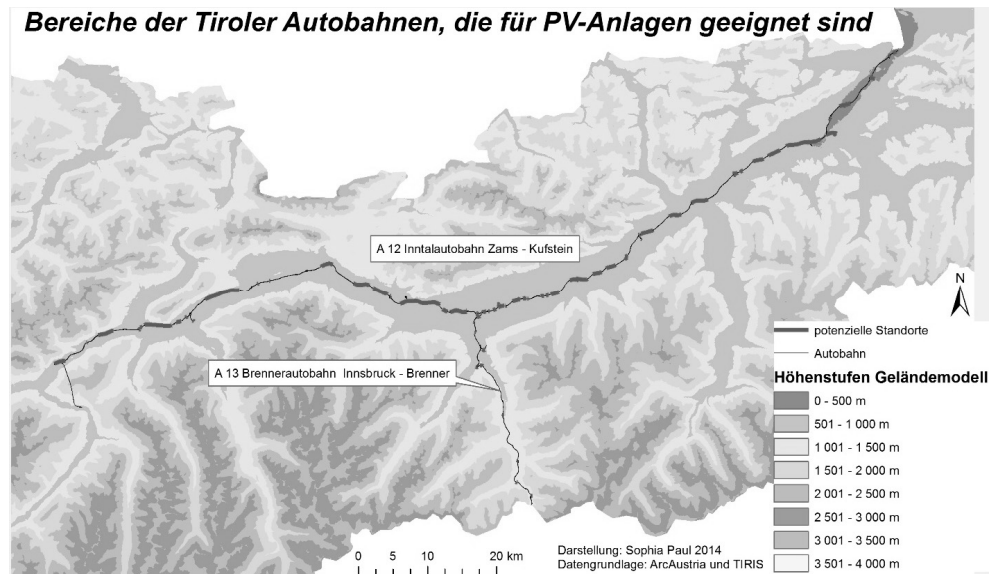 Bereiche der Tiroler Autobahnen, die für PV-Anlagen geeignet sind
A 12 Inntalautobahn Zams - Kufstein
A 13 Brennerautobahn Innsbruck - Brenner
N
potenzielle Standorte
Autobahn
Höhenstufen Geländemodell
0 - 500 m
501 - 1 000 m
1 001 - 1 500 m
1 501 - 2 000 m
2 001 - 2 500 m
2 501 - 3 000 m
3 001 - 3 500 m
3 501 - 4 000 m
0 5 10 20 km
Darstellung: Sophia Paul 2014
Datengrundlage: ArcAustria und TIRIS